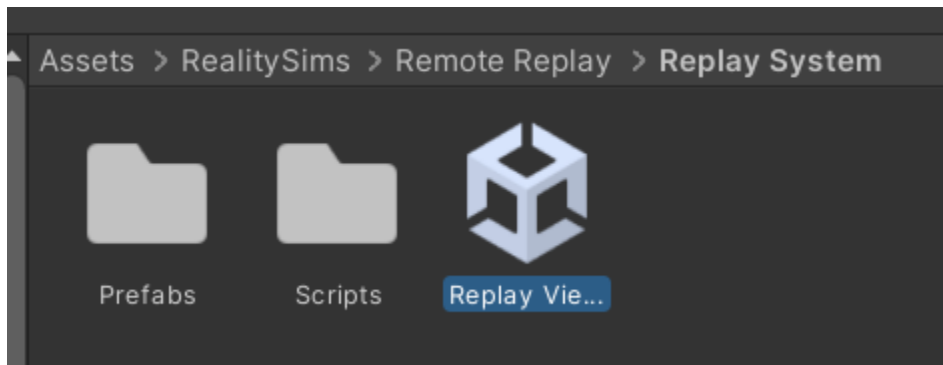 Assets > RealitySims > Remote Replay > Replay System
Prefabs
Scripts
Replay Vie...